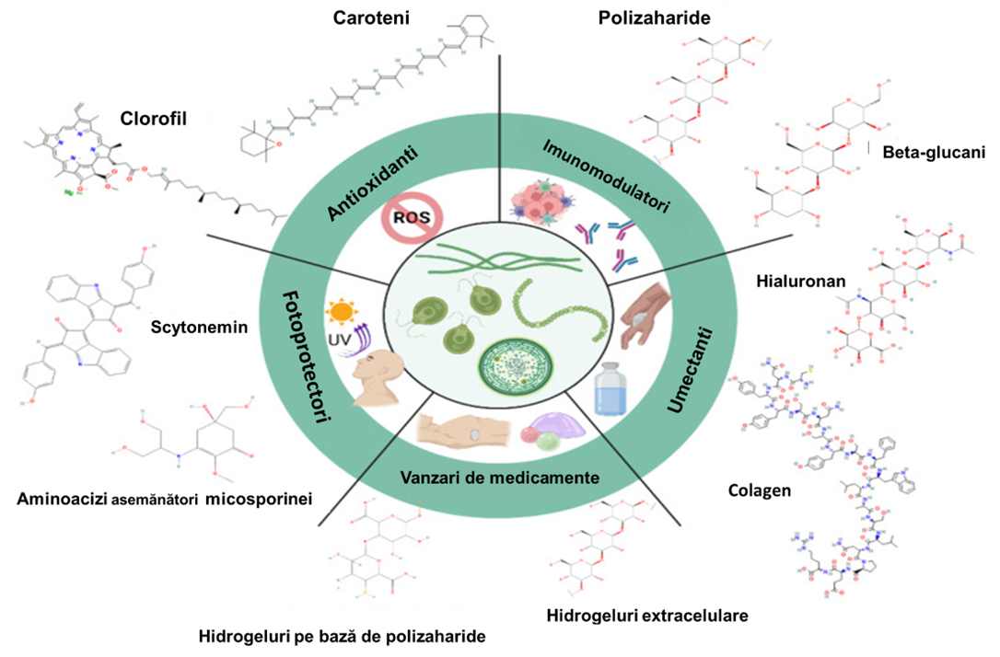 Caroteni
Polizaharide
Clorofil
Beta-glucani
Antioxidanti
Imunomodulatori
ROS
Hialuronan
Scytonemin
Fotoprotectori
UV
Umectanti
Colagen
Vanzari de medicamente
Aminoacizi asemănători micosporinei
Hidrogeluri extracelulare
Hidrogeluri pe bază de polizaharide